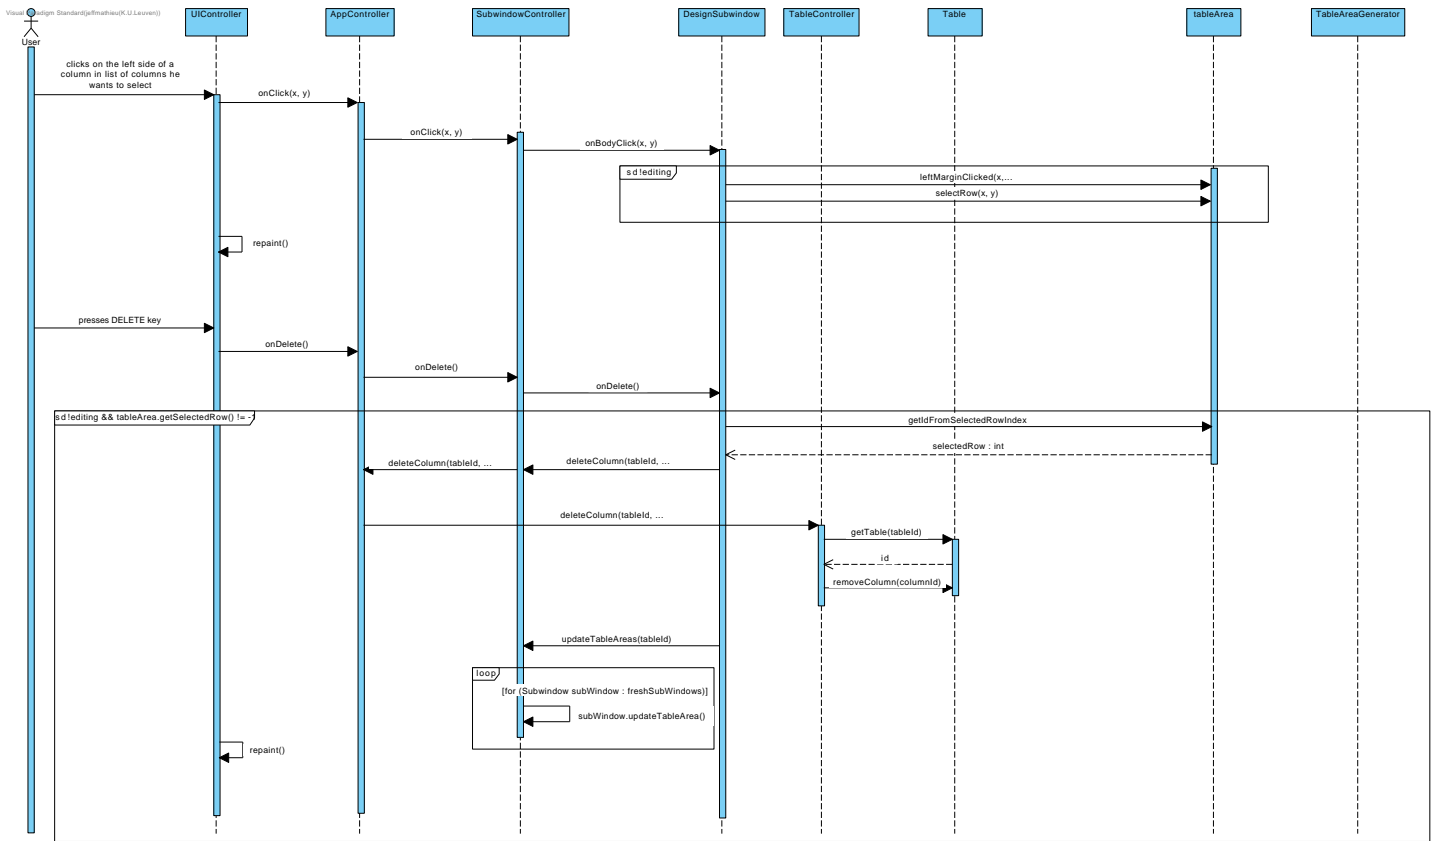 Visual Paradigm Standard(jeffmathieu(K.U.Leuven))
User
UIController
AppController
SubwindowController
DesignSubwindow
TableController
Table
tableArea
TableAreaGenerator
clicks on the left side of a
column in list of columns he
wants to select
onClick(x, y)
onClick(x, y)
onBodyClick(x, y)
sd !editing
leftMarginClicked(x,...
selectRow(x, y)
repaint()
presses DELETE key
onDelete()
onDelete()
onDelete()
sd !editing && tableArea.getSelectedRow() != -1
getIdFromSelectedRowIndex
selectedRow : int
deleteColumn(tableId, ...
deleteColumn(tableId, ...
deleteColumn(tableId, ...
getTable(tableId)
id
removeColumn(columnId)
updateTableAreas(tableId)
loop
[for (Subwindow subWindow : freshSubWindows)]
subWindow.updateTableArea()
repaint()